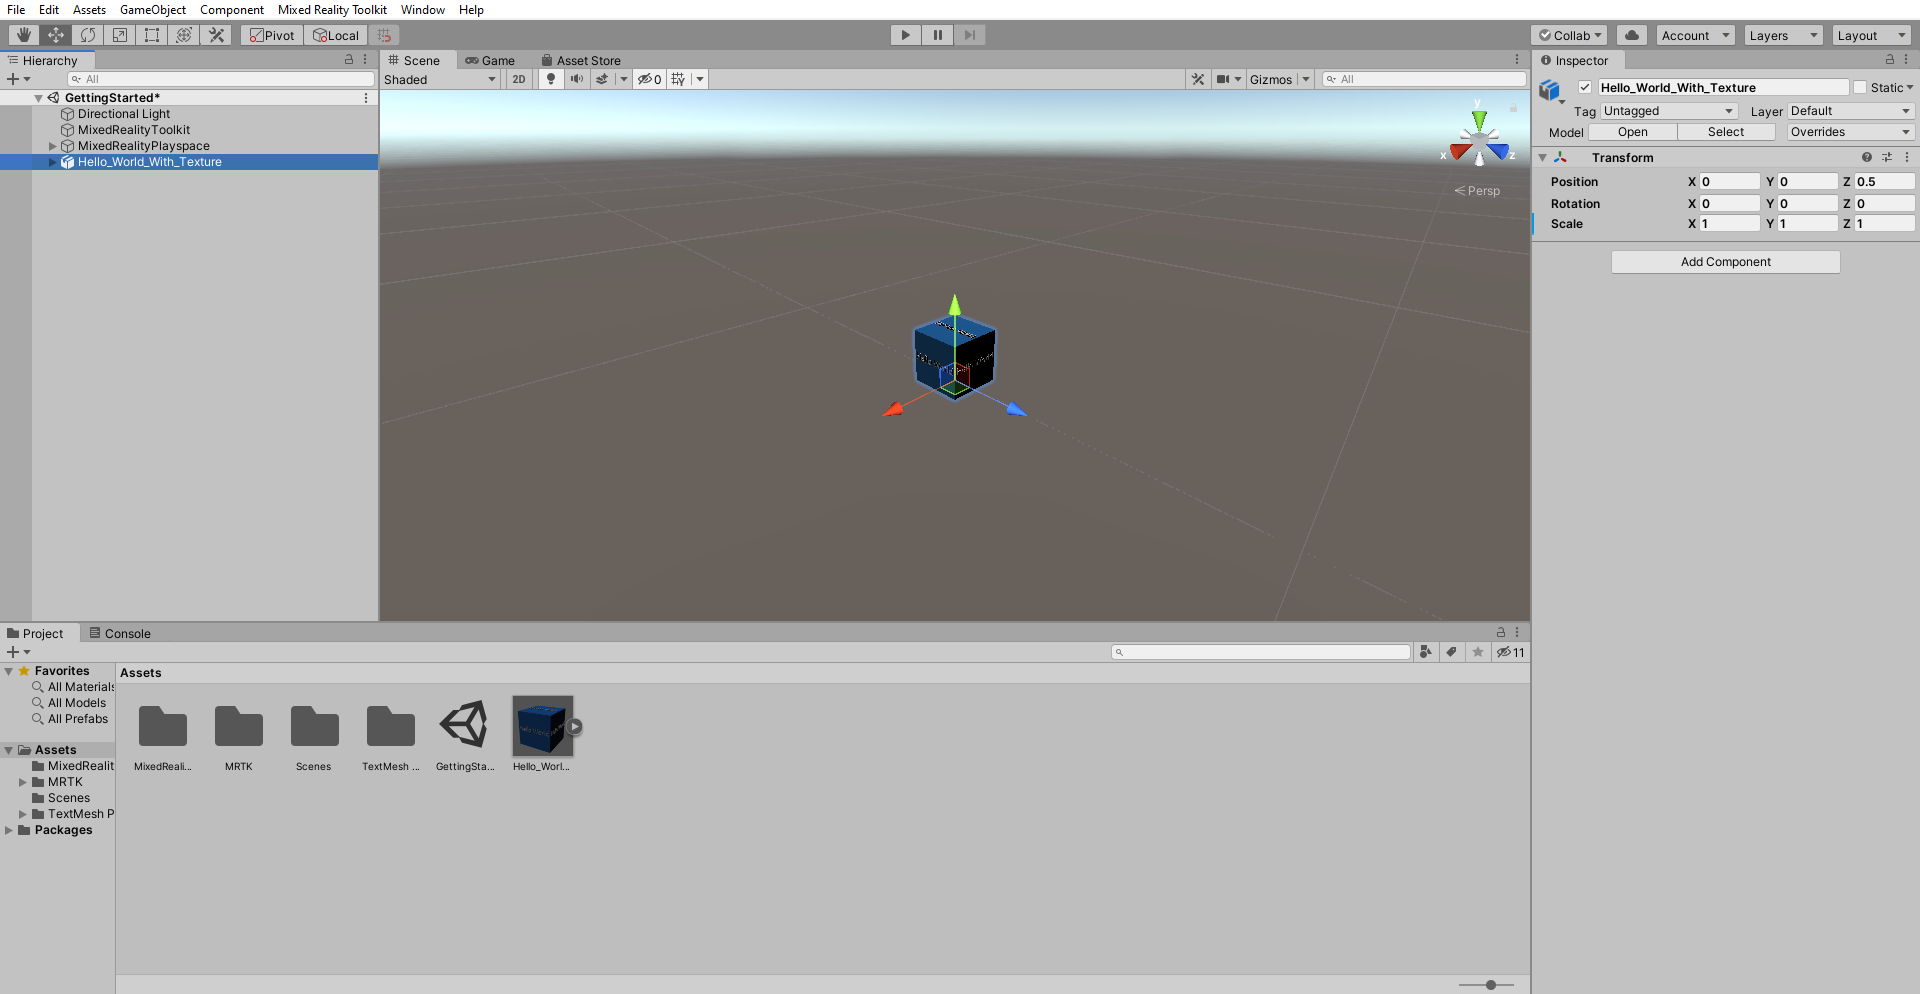 File Edit Assets GameObject Component Mixed Reality Toolkit Window Help
Pivot Local Collab Account Layers Layout
Hierarchy
All
GettingStarted*
Directional Light
MixedRealityToolkit
MixedRealityPlayspace
Hello_World_With_Texture
Scene Game Asset Store
Shaded 2D 0 Gizmos All
y
x z
Persp
Inspector
Hello_World_With_Texture Static
Tag Untagged Layer Default
Model Open Select Overrides
Transform
Position X 0 Y 0 Z 0.5
Rotation X 0 Y 0 Z 0
Scale X 1 Y 1 Z 1
Add Component
Project Console
11
Favorites
All Materials
All Models
All Prefabs
Assets
MixedRealit
MRTK
Scenes
TextMesh P
Packages
Assets
MixedReali... MRTK Scenes TextMesh ... GettingSta... Hello_Worl...